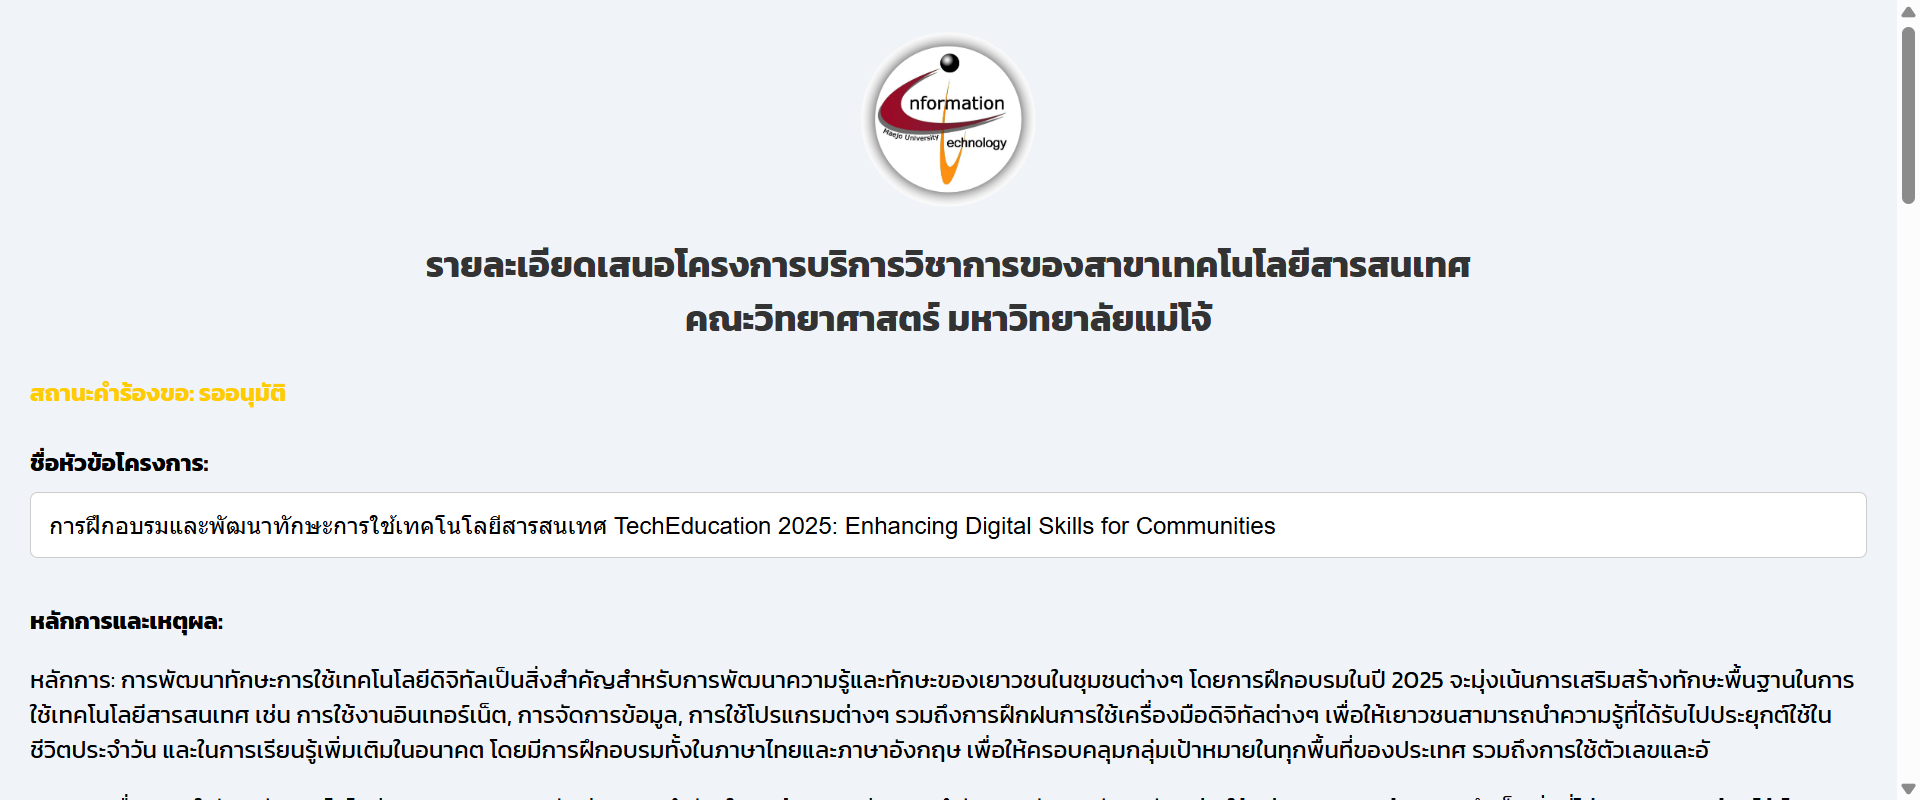 nformation
Maejo University
echnology
รายละเอียดเสนอโครงการบริการวิชาการของสาขาเทคโนโลยีสารสนเทศ
คณะวิทยาศาสตร์ มหาวิทยาลัยแม่โจ้
สถานะคำร้องขอ: รออนุมัติ
ชื่อหัวข้อโครงการ:
การฝึกอบรมและพัฒนาทักษะการใช้เทคโนโลยีสารสนเทศ TechEducation 2025: Enhancing Digital Skills for Communities
หลักการและเหตุผล:
หลักการ: การพัฒนาทักษะการใช้เทคโนโลยีดิจิทัลเป็นสิ่งสำคัญสำหรับการพัฒนาความรู้และทักษะของเยาวชนในชุมชนต่างๆ โดยการฝึกอบรมในปี 2025 จะมุ่งเน้นการเสริมสร้างทักษะพื้นฐานในการ
ใช้เทคโนโลยีสารสนเทศ เช่น การใช้งานอินเทอร์เน็ต, การจัดการข้อมูล, การใช้โปรแกรมต่างๆ รวมถึงการฝึกฝนการใช้เครื่องมือดิจิทัลต่างๆ เพื่อให้เยาวชนสามารถนำความรู้ที่ได้รับไปประยุกต์ใช้ใน
ชีวิตประจำวัน และในการเรียนรู้เพิ่มเติมในอนาคต โดยมีการฝึกอบรมทั้งในภาษาไทยและภาษาอังกฤษ เพื่อให้ครอบคลุมกลุ่มเป้าหมายในทุกพื้นที่ของประเทศ รวมถึงการใช้ตัวเลขและอั